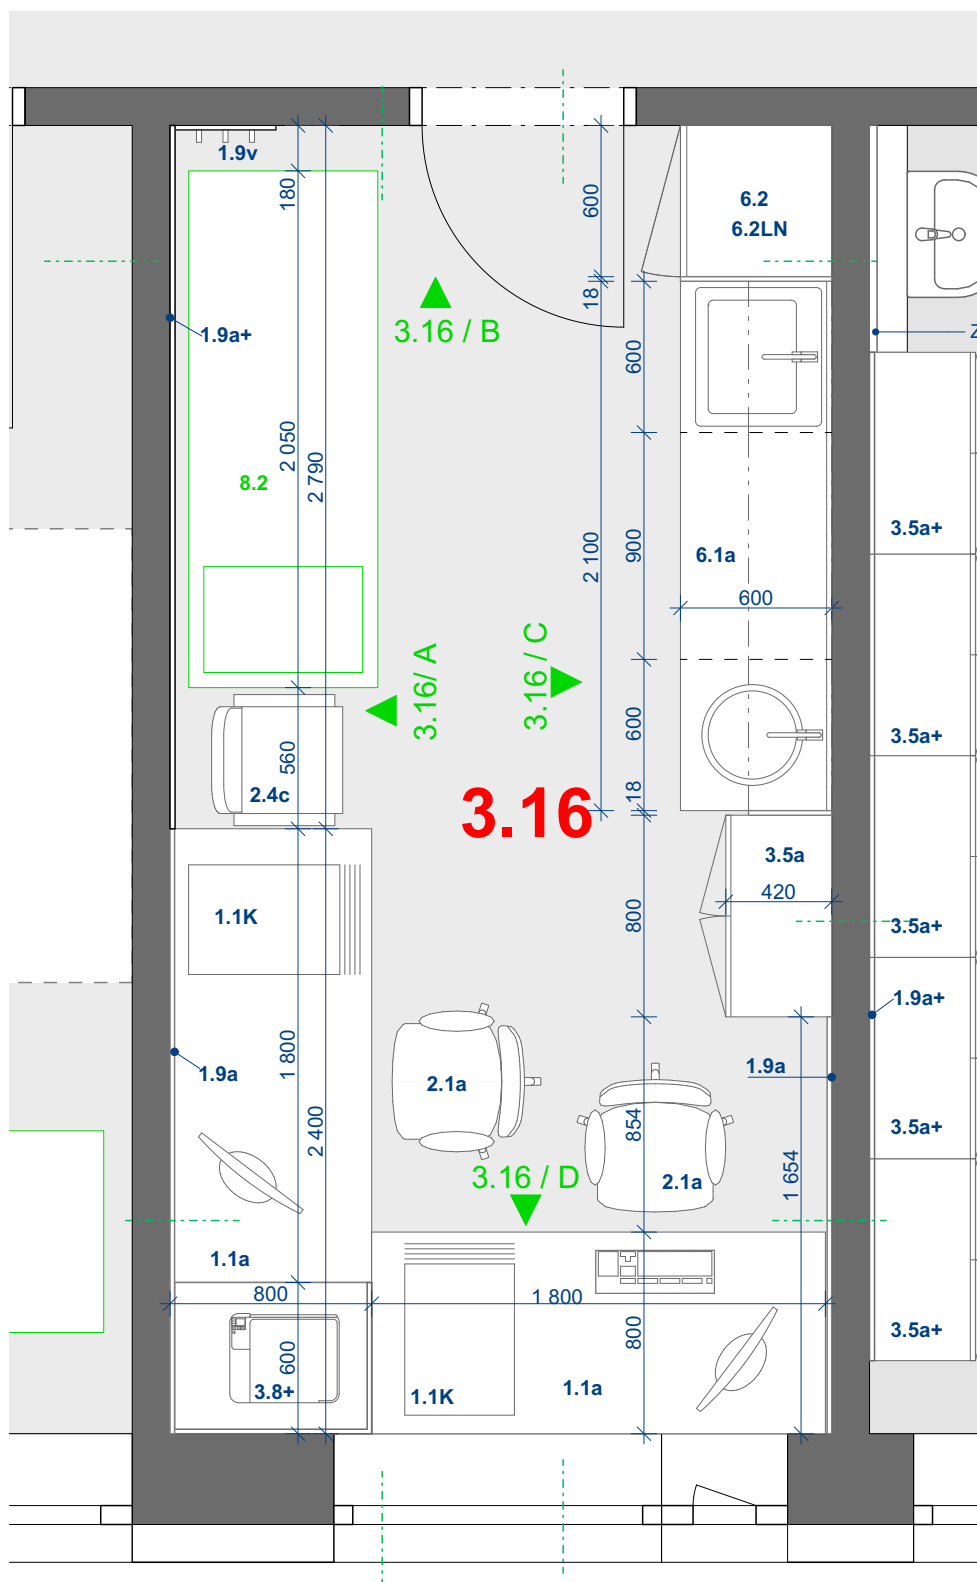 1.9v
180
600
6.2
6.2LN
18
1.9a+
3.16 / B
Z
600
2 050
2 790
8.2
3.5a+
2 100
900
6.1a
600
3.16/ A
3.16 / C
600
3.5a+
560
2.4c
18
3.16
3.5a
420
1.1K
800
3.5a+
1.9a+
1 800
1.9a
2.1a
1.9a
2 400
854
3.5a+
1 654
3.16 / D
2.1a
1.1a
800
1 800
600
800
3.5a+
3.8+
1.1K
1.1a